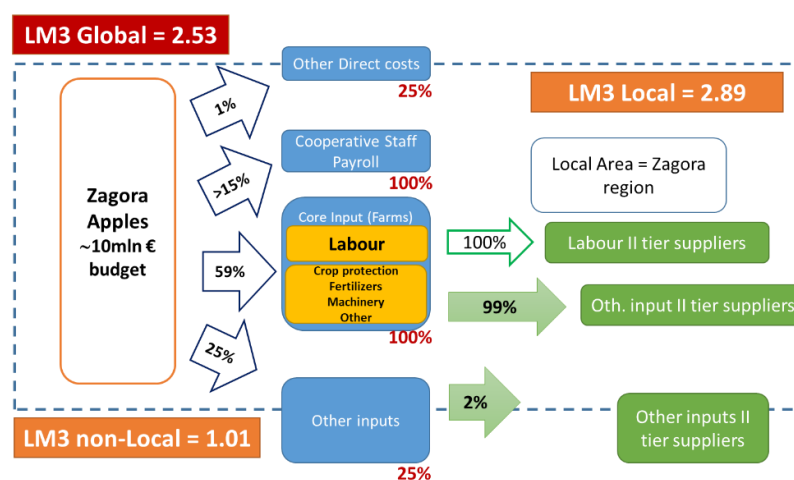 LM3 Global = 2.53
Other Direct costs
25%
LM3 Local = 2.89
1%
Cooperative Staff
Payroll
100%
>15%
Local Area = Zagora
region
Zagora
Apples
~10mln €
budget
Core Input (Farms)
Labour
100%
Labour II tier suppliers
59%
Crop protection
Fertilizers
Machinery
Other
100%
99%
Oth. input II tier suppliers
25%
Other inputs
25%
2%
Other inputs II
tier suppliers
LM3 non-Local = 1.01